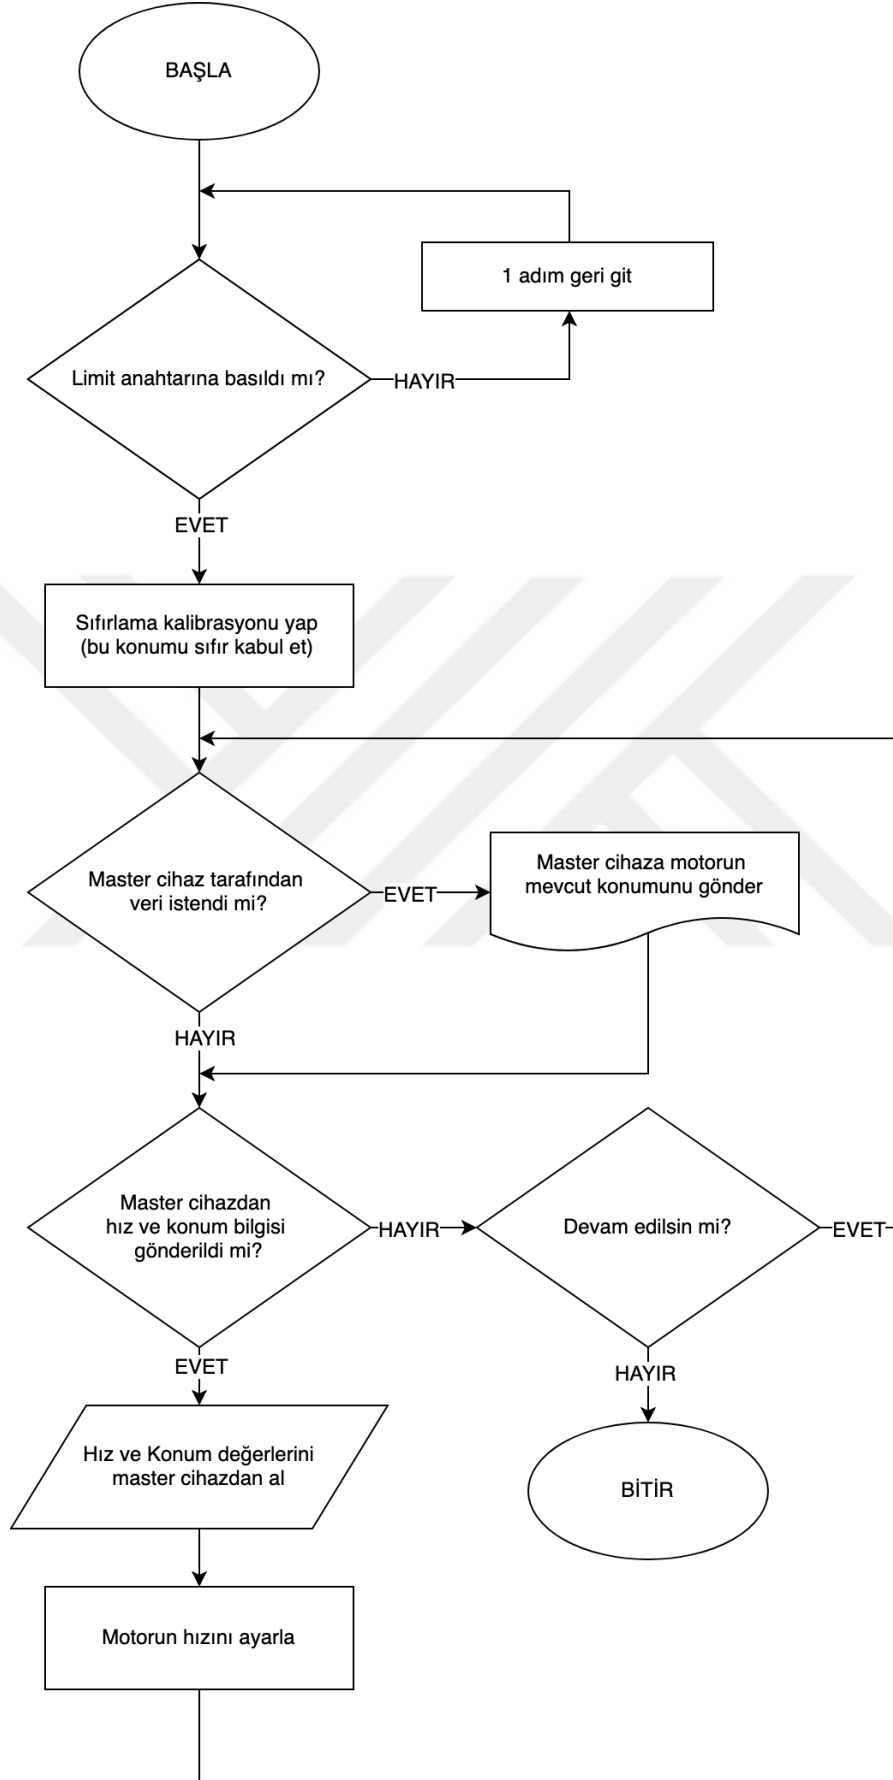 BAŞLA
1 adım geri git
Limit anahtarına basıldı mı?
HAYIR
EVET
Sıfırlama kalibrasyonu yap
(bu konumu sıfır kabul et)
Master cihaz tarafından
veri istendi mi?
EVET
Master cihaza motorun
mevcut konumunu gönder
HAYIR
Master cihazdan
hız ve konum bilgisi
gönderildi mi?
HAYIR
Devam edilsin mi?
EVET
EVET
HAYIR
Hız ve Konum değerlerini
master cihazdan al
BİTİR
Motorun hızını ayarla